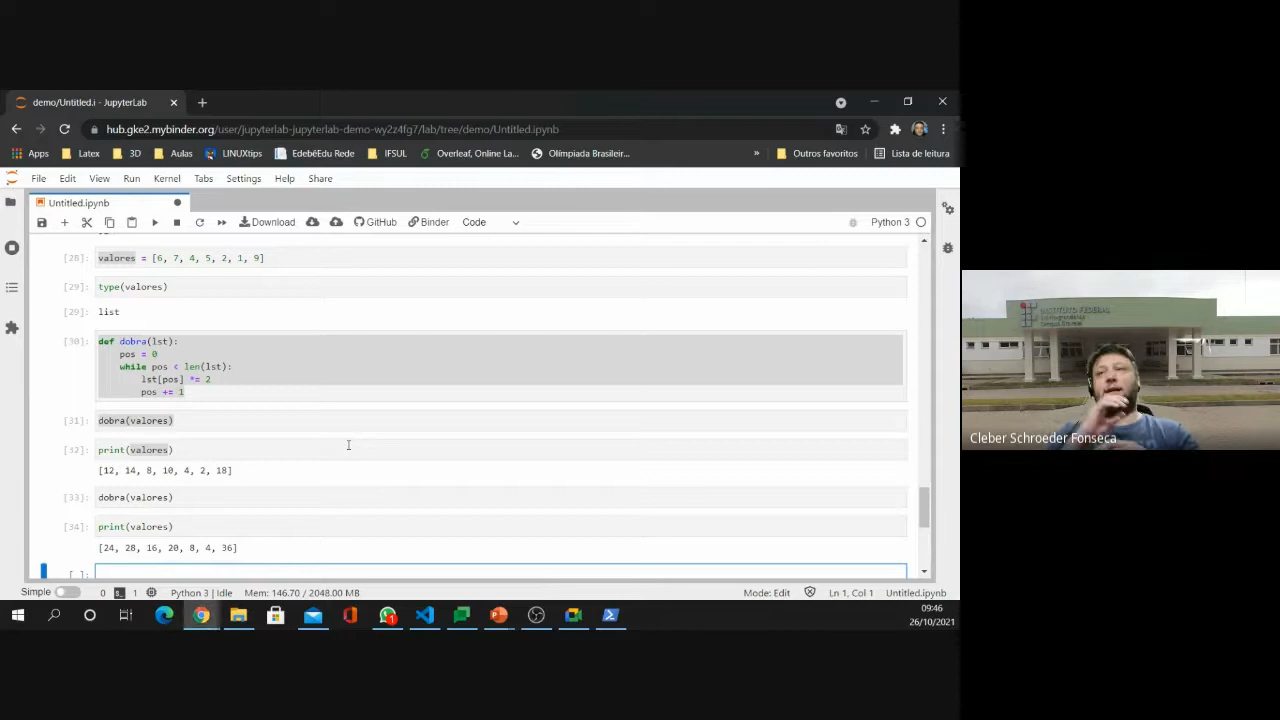 demo/Untitled.i - JupyterLab
hub.gke2.mybinder.org/user/jupyterlab-jupyterlab-demo-wy2z4fg7/lab/tree/demo/Untitled.ipynb
Apps Latex 3D Aulas LINUXtips EdebêEdu Rede IFSUL Overleaf, Online La... Olímpiada Brasileir... » Outros favoritos Lista de leitura
File Edit View Run Kernel Tabs Settings Help Share
Untitled.ipynb
Download GitHub Binder Code Python 3
[28]: valores = [6, 7, 4, 5, 2, 1, 9]
[29]: type(valores)
[29]: list
[30]: def dobra(lst):
pos = 0
while pos < len(lst):
lst[pos] *= 2
pos += 1
[31]: dobra(valores)
[32]: print(valores)
[12, 14, 8, 10, 4, 2, 18]
[33]: dobra(valores)
[34]: print(valores)
[24, 28, 16, 20, 8, 4, 36]
[ ]:
Simple 0 1 Python 3 | Idle Mem: 146.70 / 2048.00 MB Mode: Edit Ln 1, Col 1 Untitled.ipynb
09:46
26/10/2021
INSTITUTO FEDERAL
Cleber Schroeder Fonseca